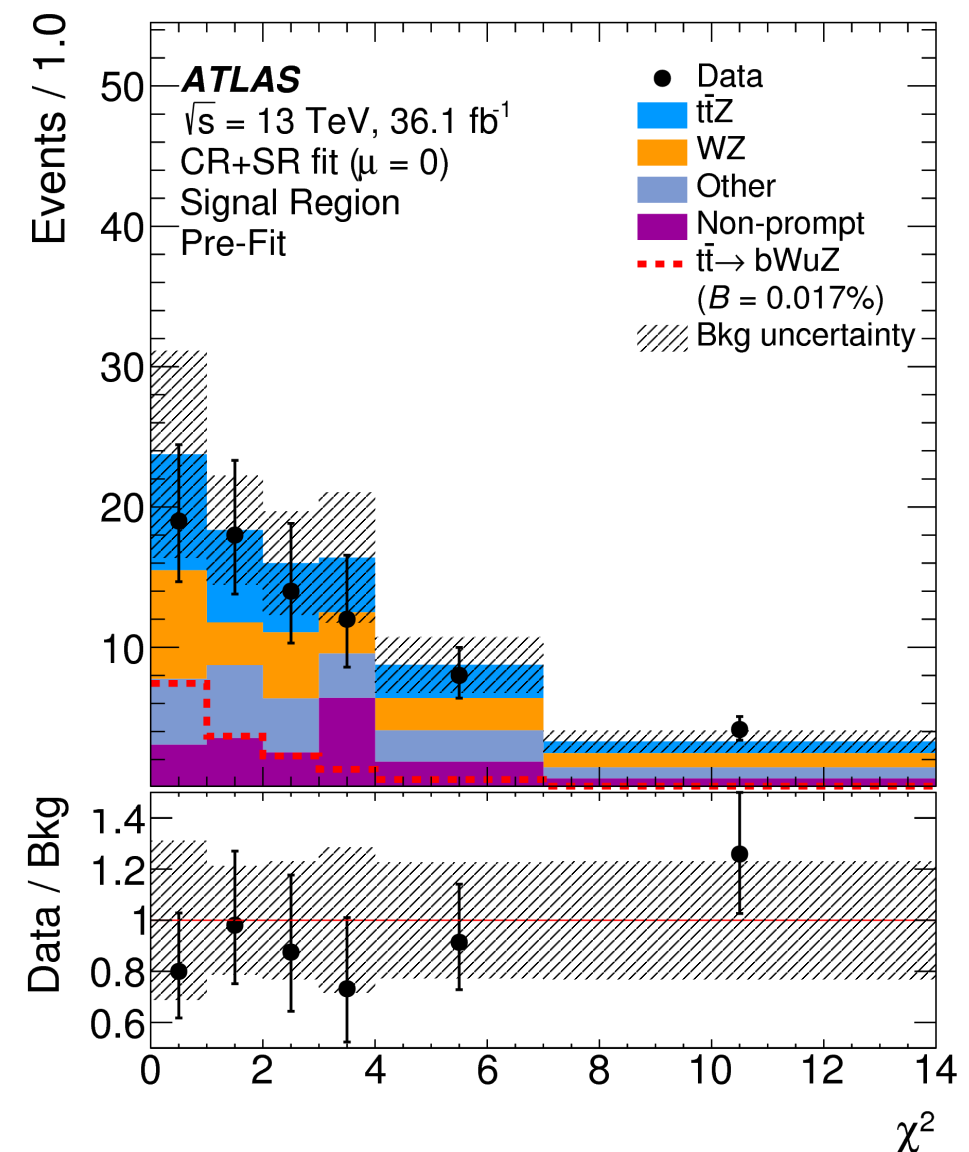 Events / 1.0
50
40
30
20
10
ATLAS
√s = 13 TeV, 36.1 fb⁻¹
CR+SR fit (μ = 0)
Signal Region
Pre-Fit
Data
tt̄Z
WZ
Other
Non-prompt
tt̄→ bWuZ
(B = 0.017%)
Bkg uncertainty
Data / Bkg
1.4
1.2
1
0.8
0.6
0 2 4 6 8 10 12 14
χ²